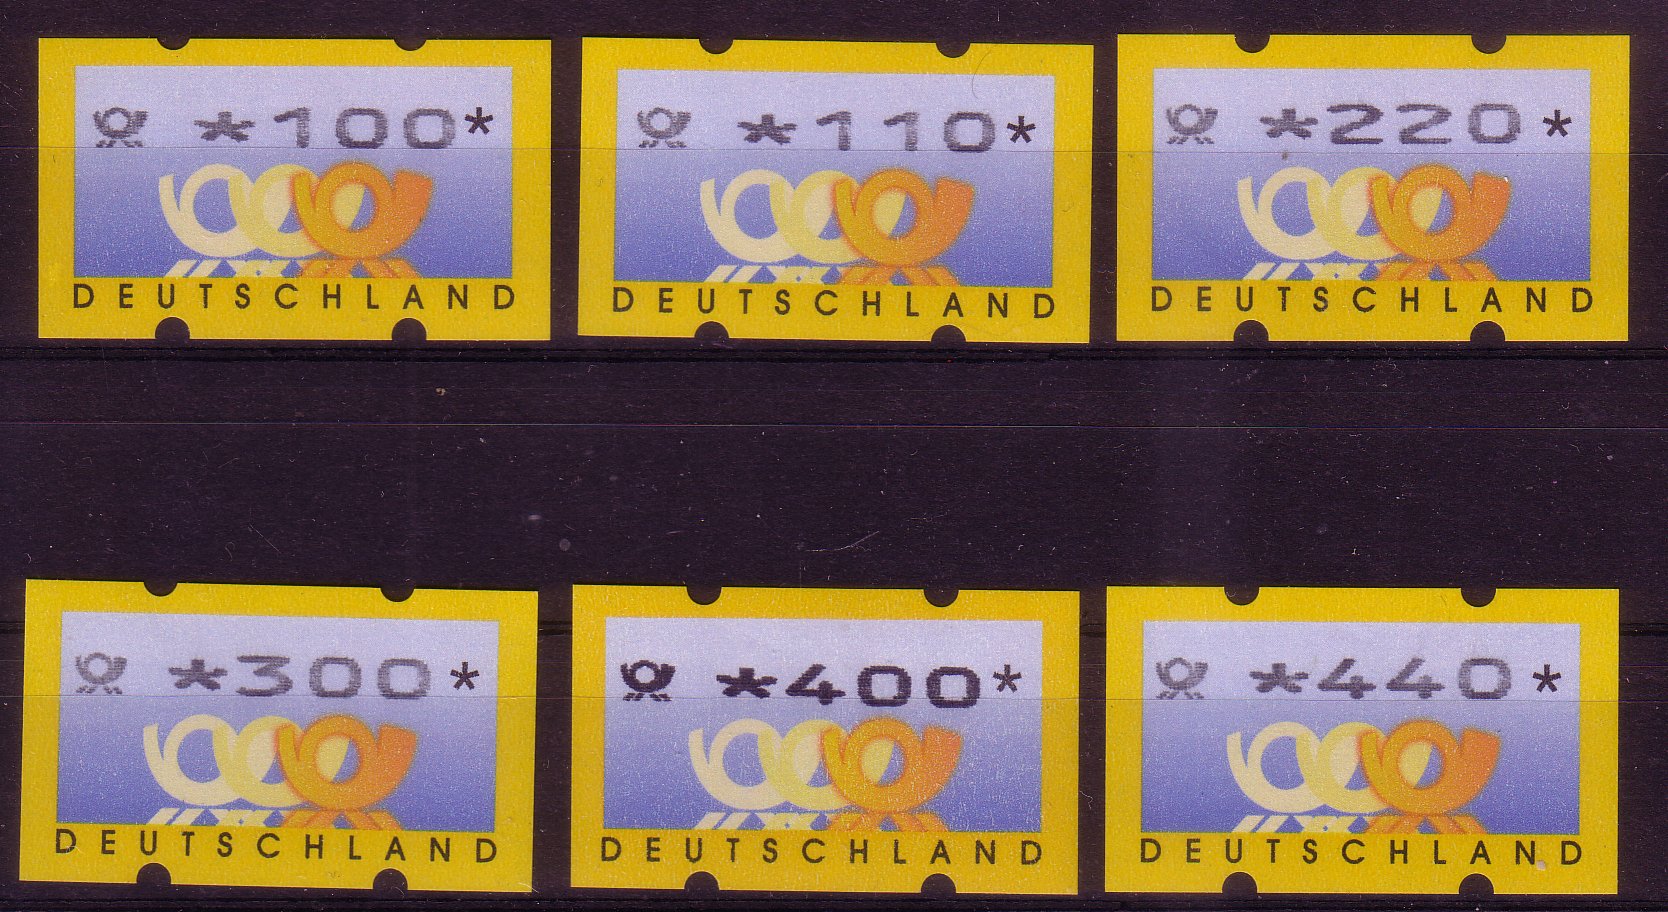 *100*
DEUTSCHLAND
*110*
DEUTSCHLAND
*220*
DEUTSCHLAND
*300*
DEUTSCHLAND
*400*
DEUTSCHLAND
*440*
DEUTSCHLAND